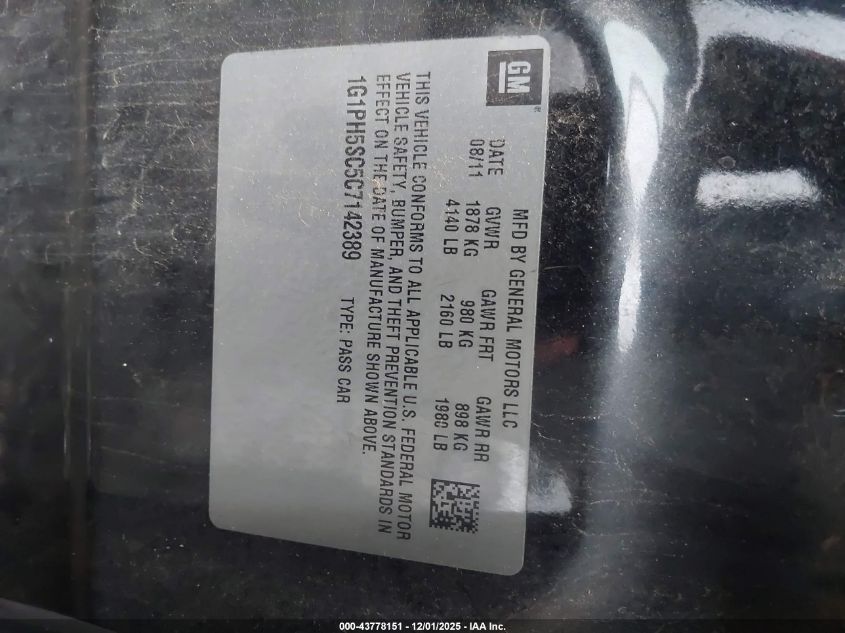 GM
®
MFD BY GENERAL MOTORS LLC
DATE GVWR GAWR FRT GAWR RR
08/11 1878 KG 980 KG 898 KG
4140 LB 2160 LB 1980 LB
THIS VEHICLE CONFORMS TO ALL APPLICABLE U.S. FEDERAL MOTOR
VEHICLE SAFETY, BUMPER, AND THEFT PREVENTION STANDARDS IN
EFFECT ON THE DATE OF MANUFACTURE SHOWN ABOVE.
1G1PH5SC5C7142389 TYPE: PASS CAR
000-43778151 - 12/01/2025 - IAA Inc.